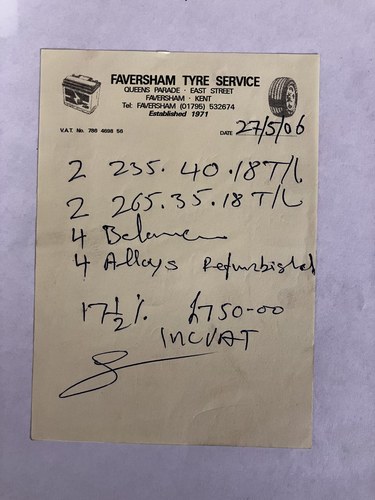 FAVERSHAM TYRE SERVICE
QUEENS PARADE · EAST STREET
FAVERSHAM · KENT
Tel: FAVERSHAM (01795) 532674
Established 1971
V.A.T. No. 788 4698 56
DATE 27/5/06
2 235.40.18 T/L
2 265.35.18 T/L
4 Balance
4 Alloys Refurbished
17½% £750-00
INC VAT